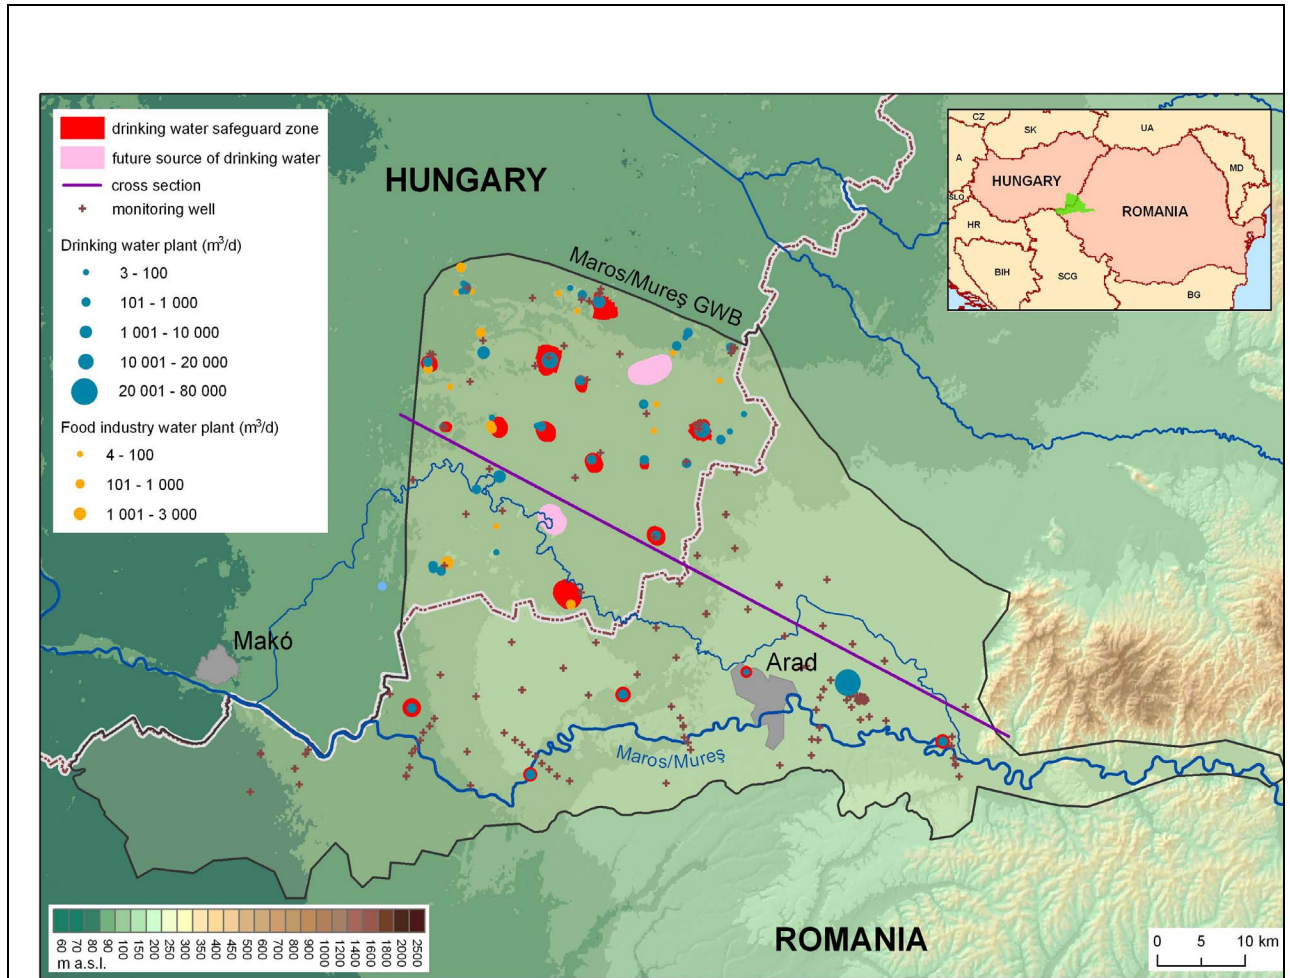 drinking water safeguard zone
future source of drinking water
cross section
monitoring well
Drinking water plant (m³/d)
3 - 100
101 - 1 000
1 001 - 10 000
10 001 - 20 000
20 001 - 80 000
Food industry water plant (m³/d)
4 - 100
101 - 1 000
1 001 - 3 000
HUNGARY
Maros/Mureş GWB
CZ
SK
UA
A
MD
HUNGARY
SLO
ROMANIA
HR
BIH
SCG
BG
Makó
Arad
Maros/Mureş
ROMANIA
60 70 80 90 100 150 200 250 300 350 400 450 500 600 700 800 900 1000 1200 1400 1600 1800 2000 2500
m a.s.l.
0 5 10 km